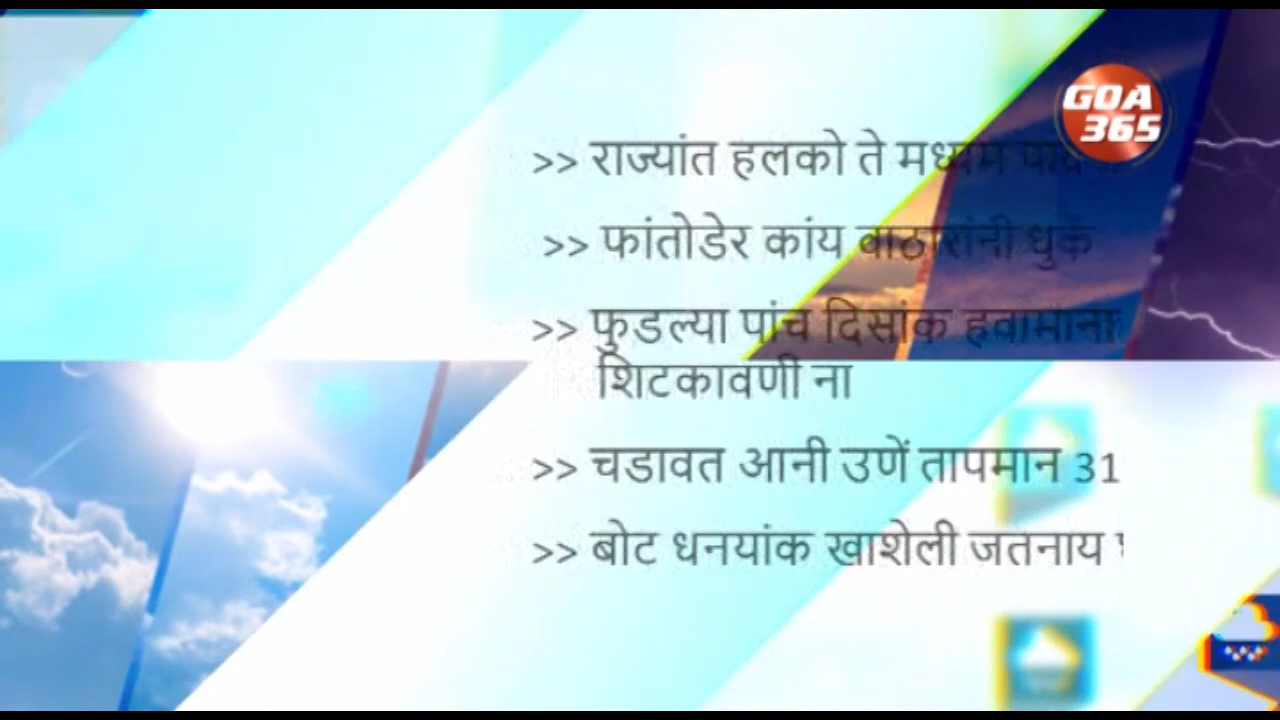 GOA
365
>> राज्यांत हलको ते मध्यम
>> फांतोडेर कांय वाठारांनी धुकें
>> फुडल्या पांच दिसांक हवामाना
शिटकावणी ना
>> चडावत आनी उणें तापमान 31
>> बोट धनयांक खाशेली जतनाय